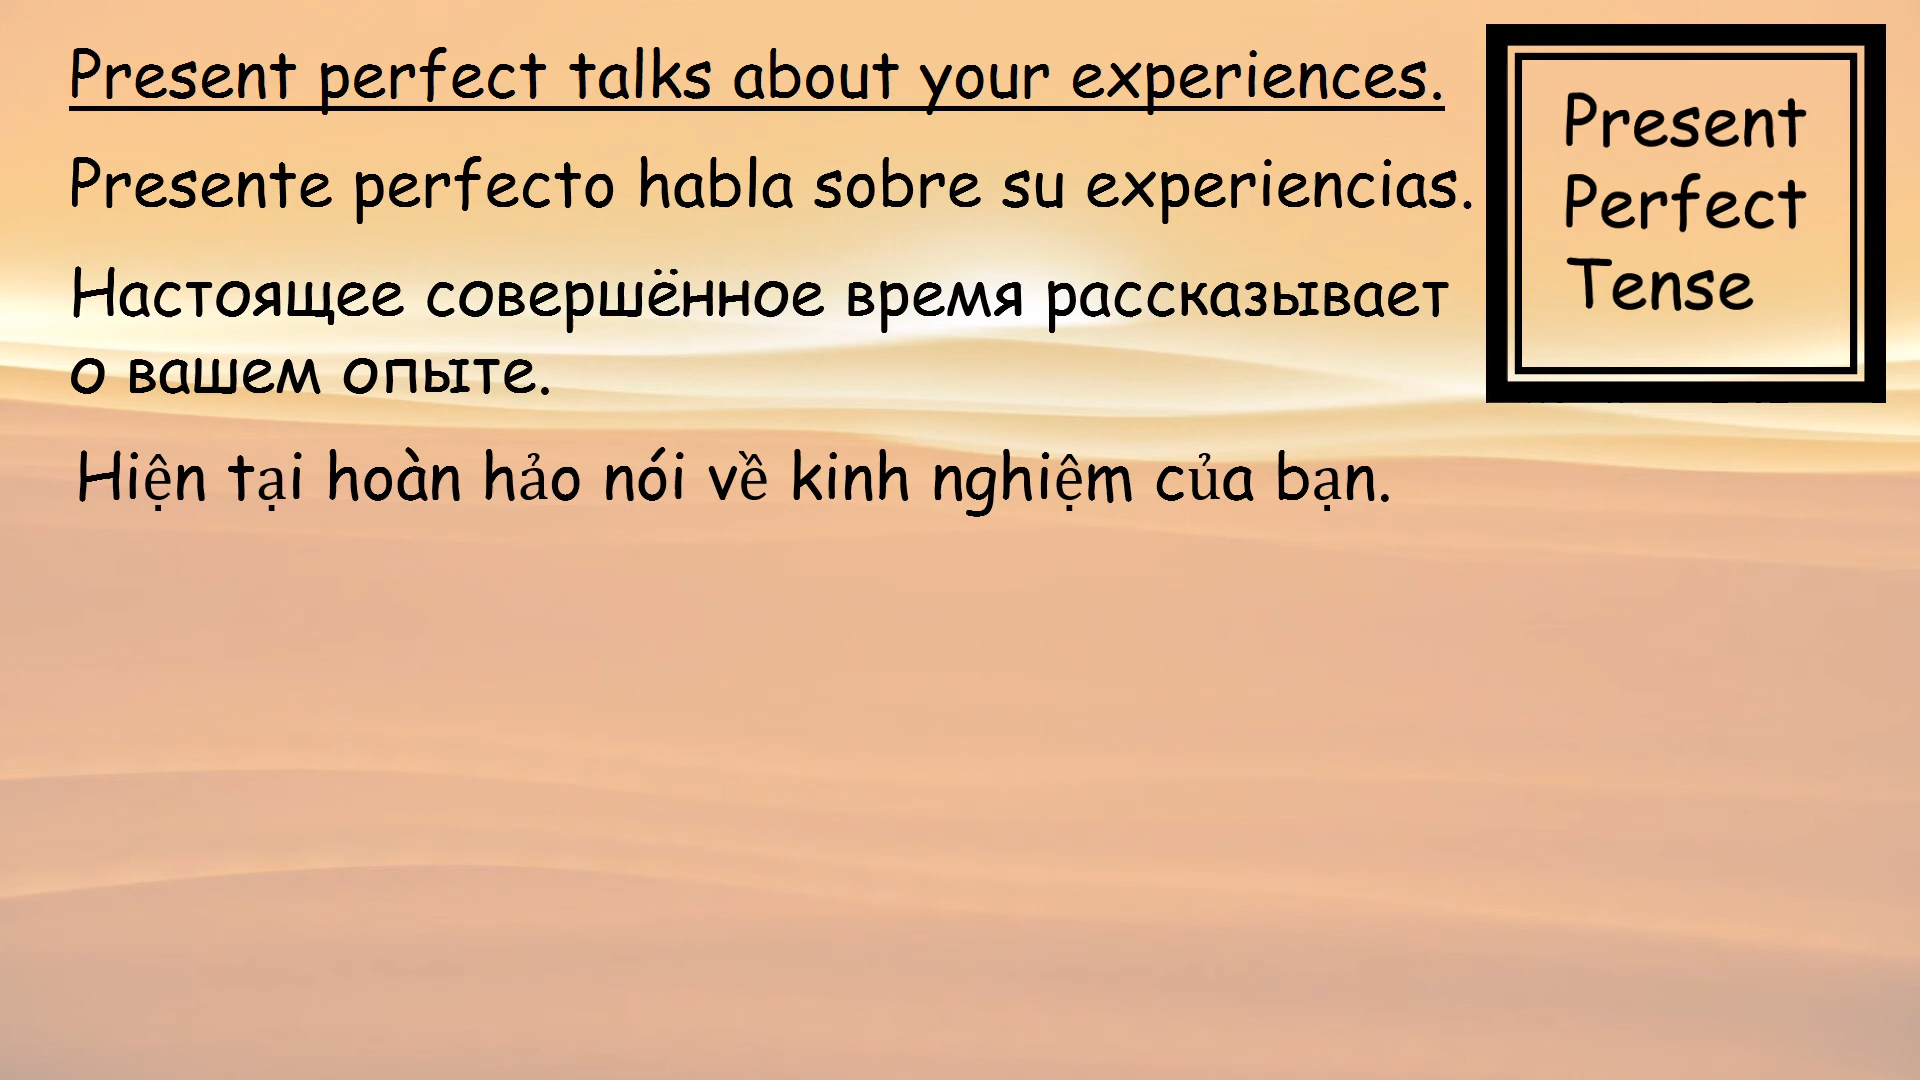 Present perfect talks about your experiences.
Presente perfecto habla sobre su experiencias.
Настоящее совершённое время рассказывает
о вашем опыте.
Hiện tại hoàn hảo nói về kinh nghiệm của bạn.
Present
Perfect
Tense